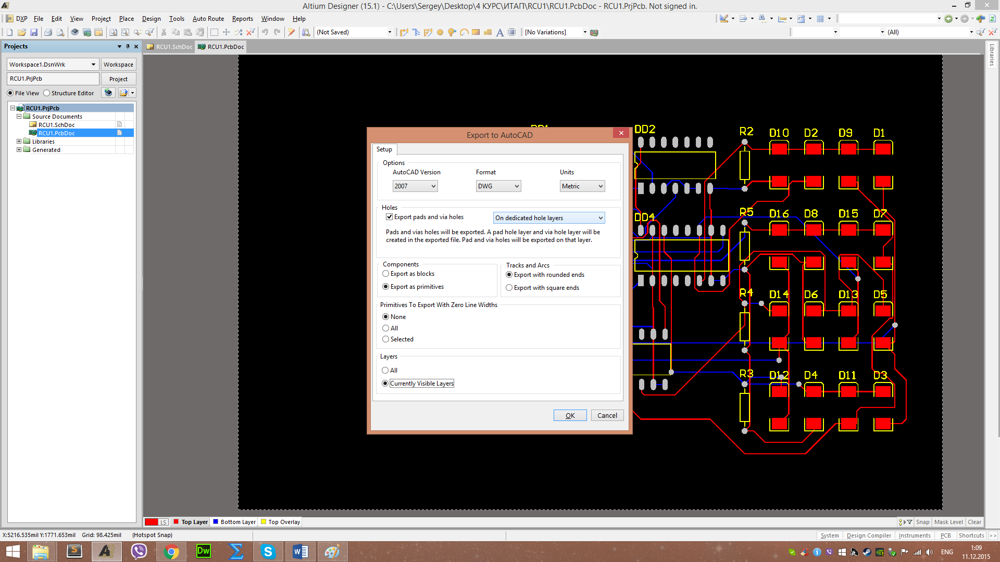 Altium Designer (15.1) - C:\Users\Sergey\Desktop\4 КУРС\ИТАП\RCU1\RCU1.PcbDoc - RCU1.PrjPcb. Not signed in.
DXP File Edit View Project Place Design Tools Auto Route Reports Window Help
(Not Saved) [No Variations] (All)
Projects
RCU1.SchDoc RCU1.PcbDoc
Libraries
Workspace1.DsnWrk Workspace
RCU1.PrjPcb Project
File View Structure Editor
RCU1.PrjPcb
Source Documents
RCU1.SchDoc
RCU1.PcbDoc
Libraries
Generated
DD2 R2 D10 D2 D9 D1
DD4 R5 D16 D8 D15 D7
R4 D14 D6 D13 D5
R3 D12 D4 D11 D3
Export to AutoCAD
Setup
Options
AutoCAD Version Format Units
2007 DWG Metric
Holes
Export pads and via holes On dedicated hole layers
Pads and vias holes will be exported. A pad hole layer and via hole layer will be
created in the exported file. Pad and via holes will be exported on that layer.
Components Tracks and Arcs
Export as blocks Export with rounded ends
Export as primitives Export with square ends
Primitives To Export With Zero Line Widths
None
All
Selected
Layers
All
Currently Visible Layers
OK Cancel
LS Top Layer Bottom Layer Top Overlay Snap Mask Level Clear
X:5216.535mil Y:1771.653mil Grid: 98.425mil (Hotspot Snap) System Design Compiler Instruments PCB Shortcuts >>
Dw S W ENG 1:09
11.12.2015